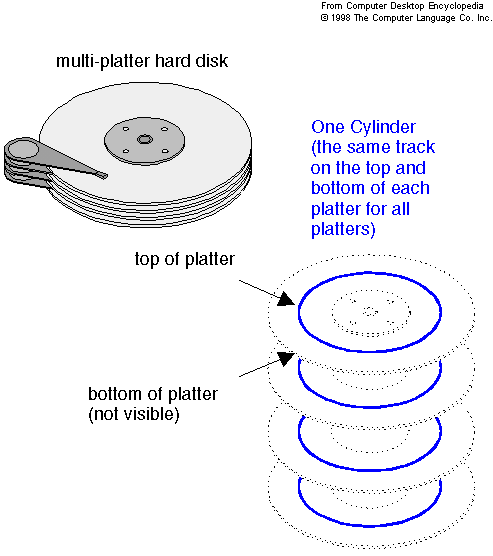 From Computer Desktop Encyclopedia
© 1998 The Computer Language Co. Inc.
multi-platter hard disk
One Cylinder
(the same track
on the top and
bottom of each
platter for all
platters)
top of platter
bottom of platter
(not visible)